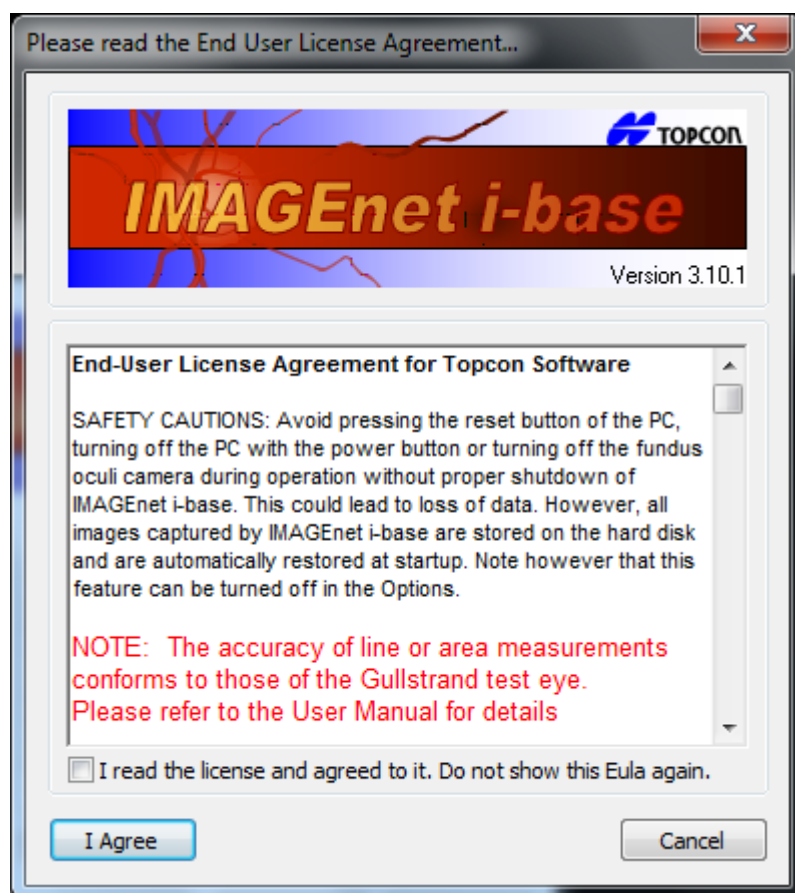 Please read the End User License Agreement...
TOPCON
IMAGEnet i-base
Version 3.10.1
End-User License Agreement for Topcon Software
SAFETY CAUTIONS: Avoid pressing the reset button of the PC,
turning off the PC with the power button or turning off the fundus
oculi camera during operation without proper shutdown of
IMAGEnet i-base. This could lead to loss of data. However, all
images captured by IMAGEnet i-base are stored on the hard disk
and are automatically restored at startup. Note however that this
feature can be turned off in the Options.
NOTE:  The accuracy of line or area measurements
conforms to those of the Gullstrand test eye.
Please refer to the User Manual for details
I read the license and agreed to it. Do not show this Eula again.
I Agree
Cancel